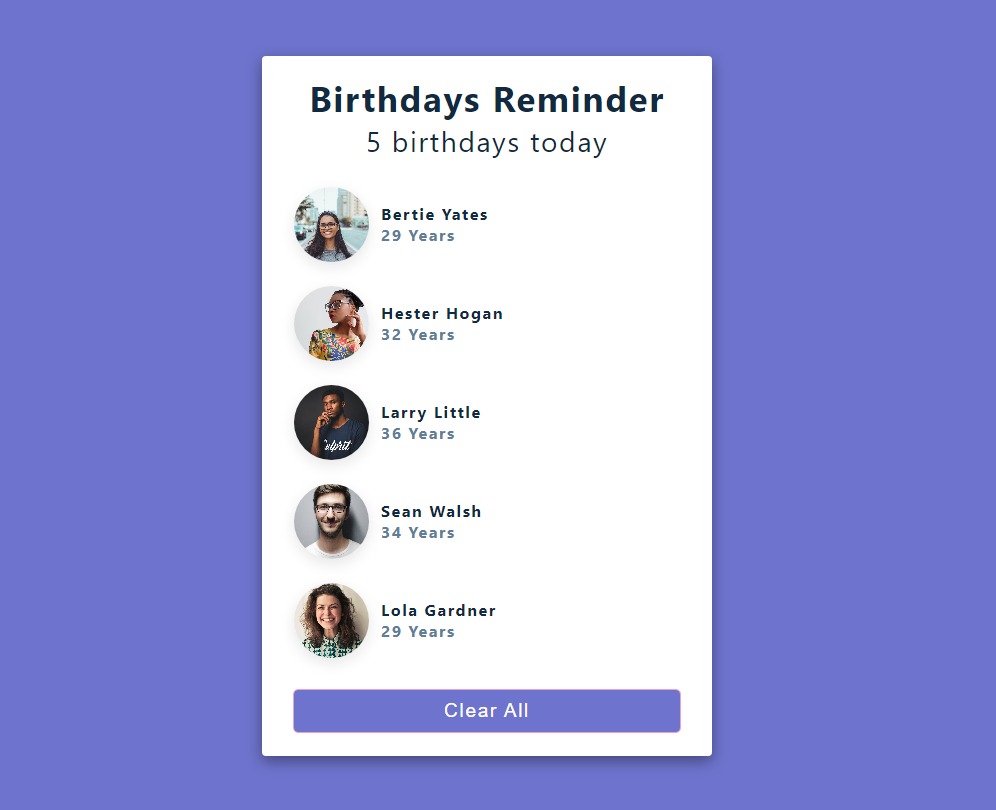 Birthdays Reminder
5 birthdays today
Bertie Yates
29 Years
Hester Hogan
32 Years
Larry Little
36 Years
Sean Walsh
34 Years
Lola Gardner
29 Years
Clear All